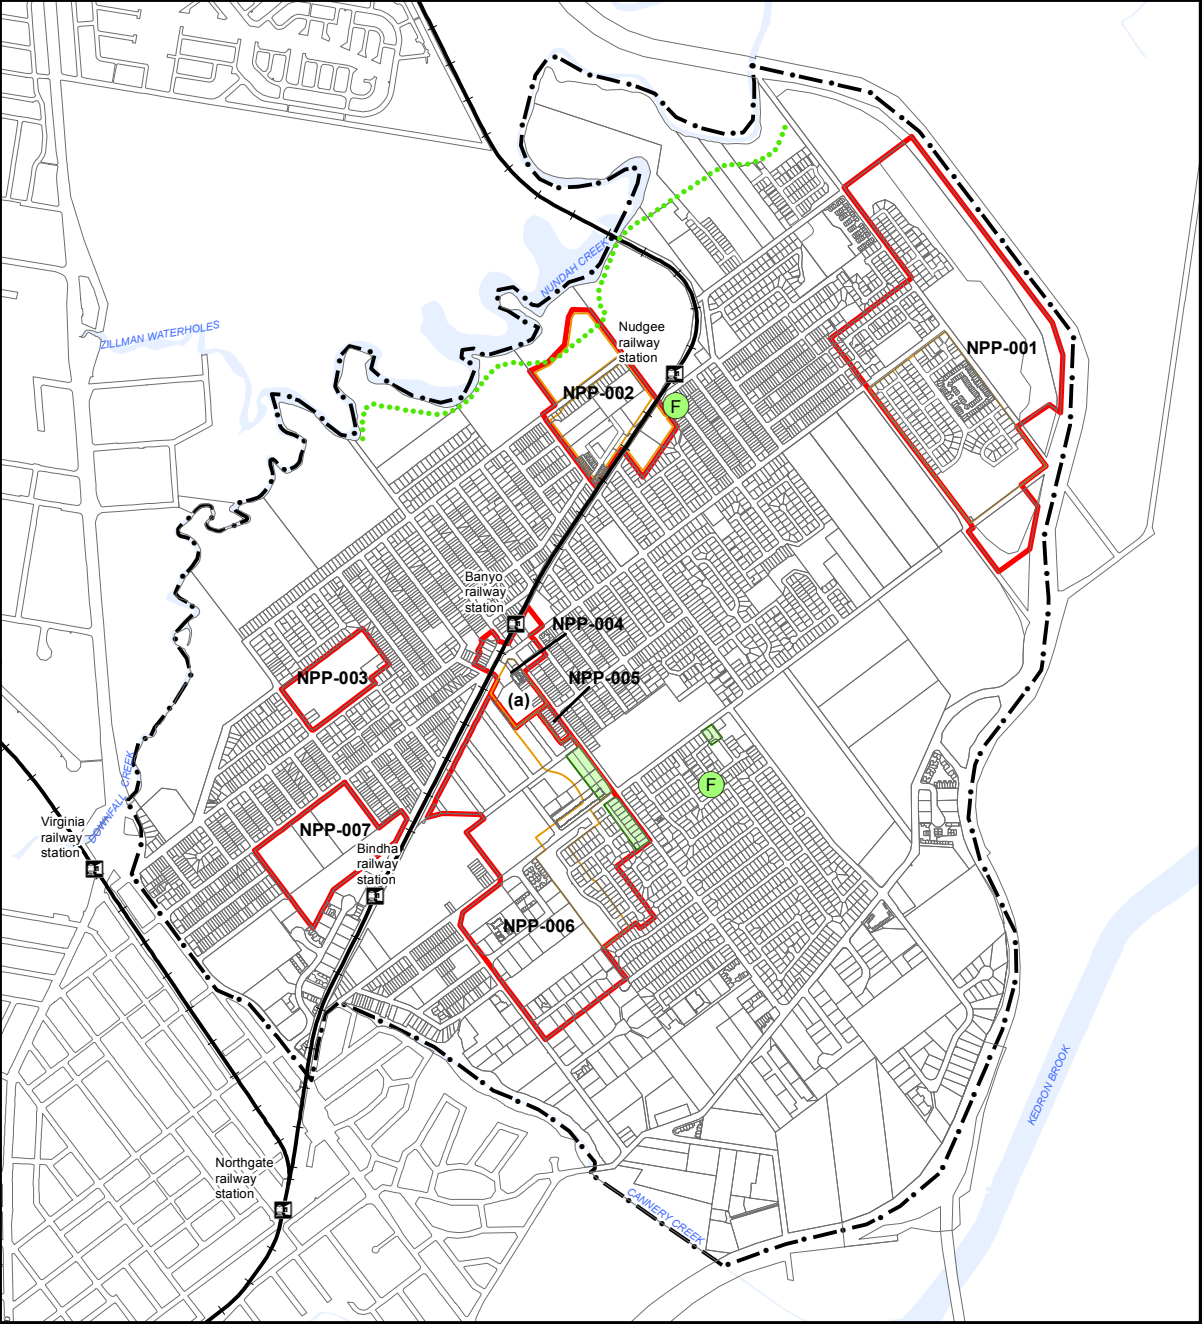 NUNDAH CREEK
ZILLMAN WATERHOLES
Nudgee
railway
station
NPP-001
NPP-002
F
Banyo
railway
station
NPP-004
NPP-003
NPP-005
(a)
F
DOWNFALL CREEK
Virginia
railway
station
NPP-007
Bindha
railway
station
NPP-006
KEDRON BROOK
Northgate
railway
station
CANNERY CREEK